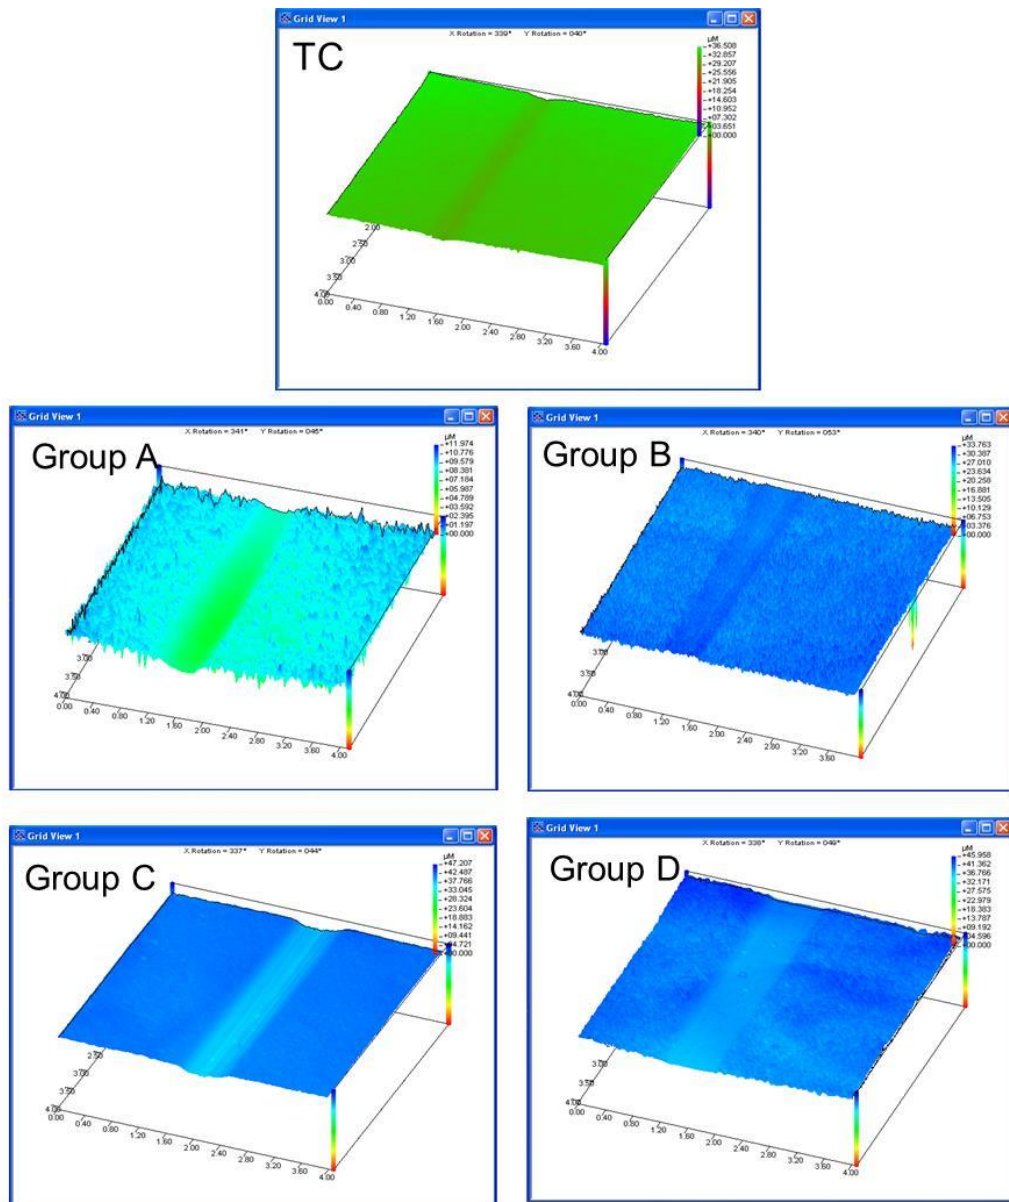 Grid View 1
X Rotation = 339° Y Rotation = 040°
TC
µM
+36.508
+32.857
+29.207
+25.556
+21.905
+18.254
+14.603
+10.952
+07.302
+03.651
+00.000
2.00
2.50
3.00
3.50
4.00
0.00 0.40 0.80 1.20 1.60 2.00 2.40 2.80 3.20 3.60 4.00
Grid View 1
X Rotation = 341° Y Rotation = 045°
Group A
µM
+11.974
+10.776
+09.579
+08.381
+07.184
+05.987
+04.789
+03.592
+02.395
+01.197
+00.000
3.00
3.50
4.00
0.00 0.40 0.80 1.20 1.60 2.00 2.40 2.80 3.20 3.60 4.00
Grid View 1
X Rotation = 340° Y Rotation = 053°
Group B
µM
+33.763
+30.387
+27.010
+23.634
+20.258
+16.881
+13.505
+10.129
+06.753
+03.376
+00.000
3.00
3.50
4.00
0.00 0.40 0.80 1.20 1.60 2.00 2.40 2.80 3.20 3.60
Grid View 1
X Rotation = 337° Y Rotation = 044°
Group C
µM
+47.207
+42.487
+37.766
+33.045
+28.324
+23.604
+18.883
+14.162
+09.441
+04.721
+00.000
2.50
3.00
3.50
4.00
0.00 0.40 0.80 1.20 1.60 2.00 2.40 2.80 3.20 3.60 4.00
Grid View 1
X Rotation = 338° Y Rotation = 049°
Group D
µM
+45.958
+41.362
+36.766
+32.171
+27.575
+22.979
+18.383
+13.787
+09.192
+04.596
+00.000
3.00
3.50
4.00
0.00 0.40 0.80 1.20 1.60 2.00 2.40 2.80 3.20 3.60 4.00